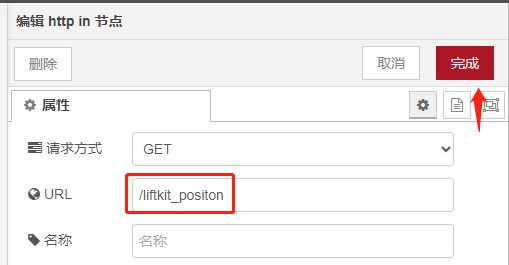 编辑 http in 节点
删除 取消 完成
属性
请求方式 GET
URL /liftkit_positon
名称 名称